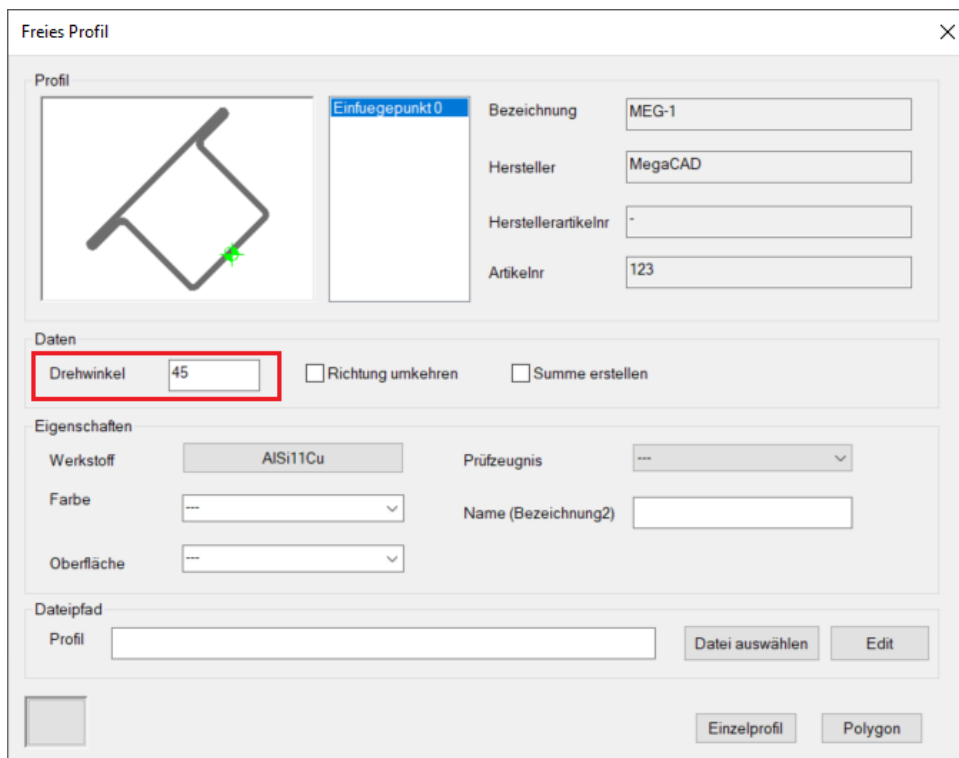 Freies Profil
Profil
Einfuegepunkt 0
Bezeichnung
MEG-1
Hersteller
MegaCAD
Herstellerartikelnr
-
Artikelnr
123
Daten
Drehwinkel
45
Richtung umkehren
Summe erstellen
Eigenschaften
Werkstoff
AlSi11Cu
Prüfzeugnis
---
Farbe
---
Name (Bezeichnung2)
Oberfläche
---
Dateipfad
Profil
Datei auswählen
Edit
Einzelprofil
Polygon